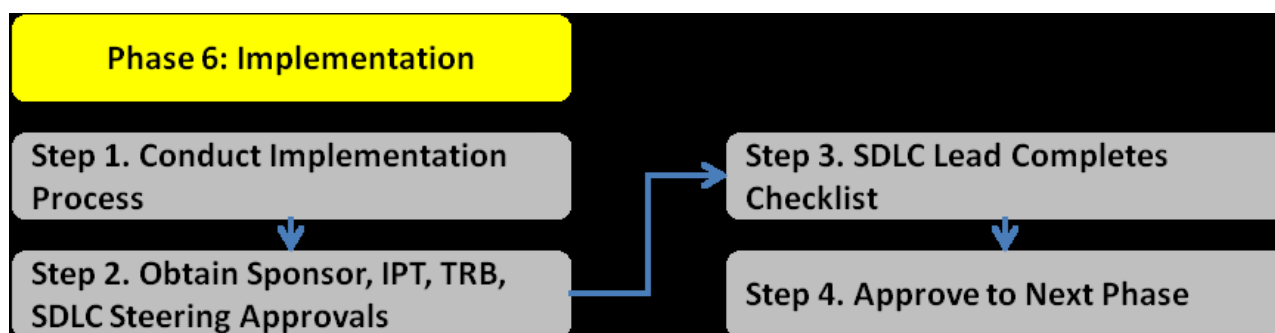 Phase 6: Implementation
Step 1. Conduct Implementation
Process
Step 2. Obtain Sponsor, IPT, TRB,
SDLC Steering Approvals
Step 3. SDLC Lead Completes
Checklist
Step 4. Approve to Next Phase